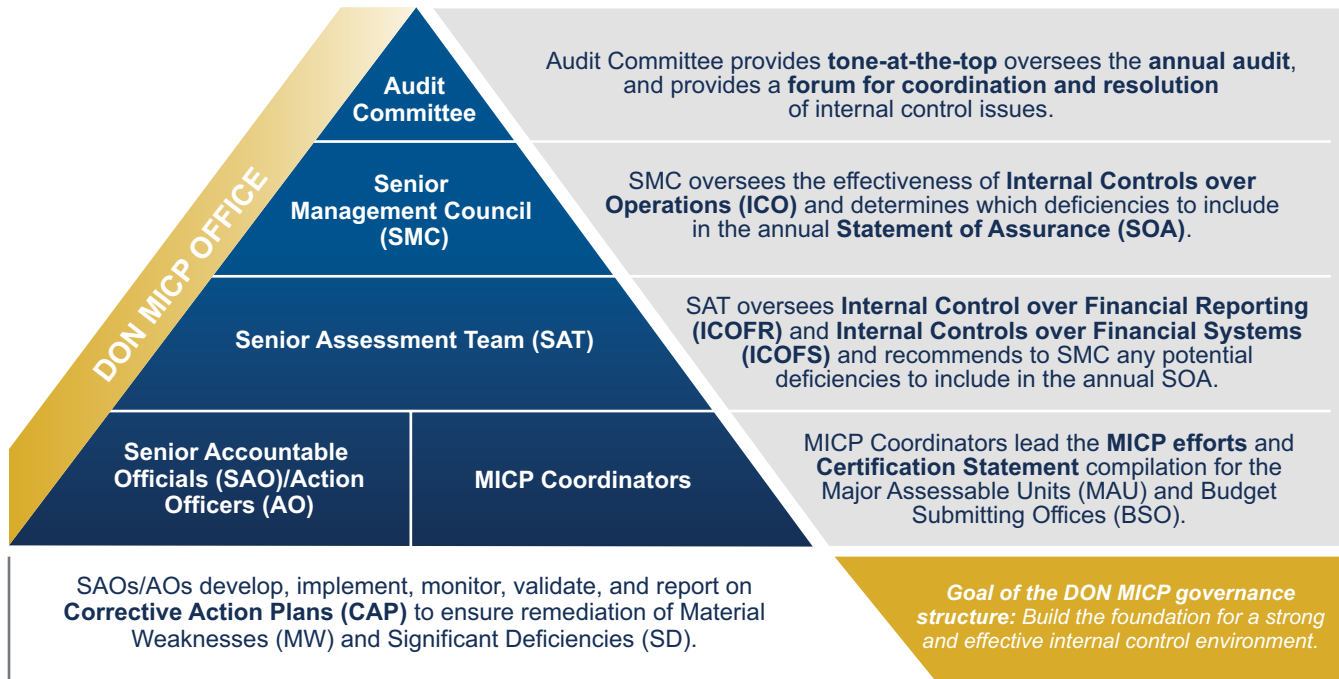 DON MICP OFFICE
Audit
Committee
Audit Committee provides tone-at-the-top oversees the annual audit,
and provides a forum for coordination and resolution
of internal control issues.
Senior
Management Council
(SMC)
SMC oversees the effectiveness of Internal Controls over
Operations (ICO) and determines which deficiencies to include
in the annual Statement of Assurance (SOA).
Senior Assessment Team (SAT)
SAT oversees Internal Control over Financial Reporting
(ICOFR) and Internal Controls over Financial Systems
(ICOFS) and recommends to SMC any potential
deficiencies to include in the annual SOA.
Senior Accountable
Officials (SAO)/Action
Officers (AO)
MICP Coordinators
MICP Coordinators lead the MICP efforts and
Certification Statement compilation for the
Major Assessable Units (MAU) and Budget
Submitting Offices (BSO).
SAOs/AOs develop, implement, monitor, validate, and report on
Corrective Action Plans (CAP) to ensure remediation of Material
Weaknesses (MW) and Significant Deficiencies (SD).
Goal of the DON MICP governance
structure: Build the foundation for a strong
and effective internal control environment.